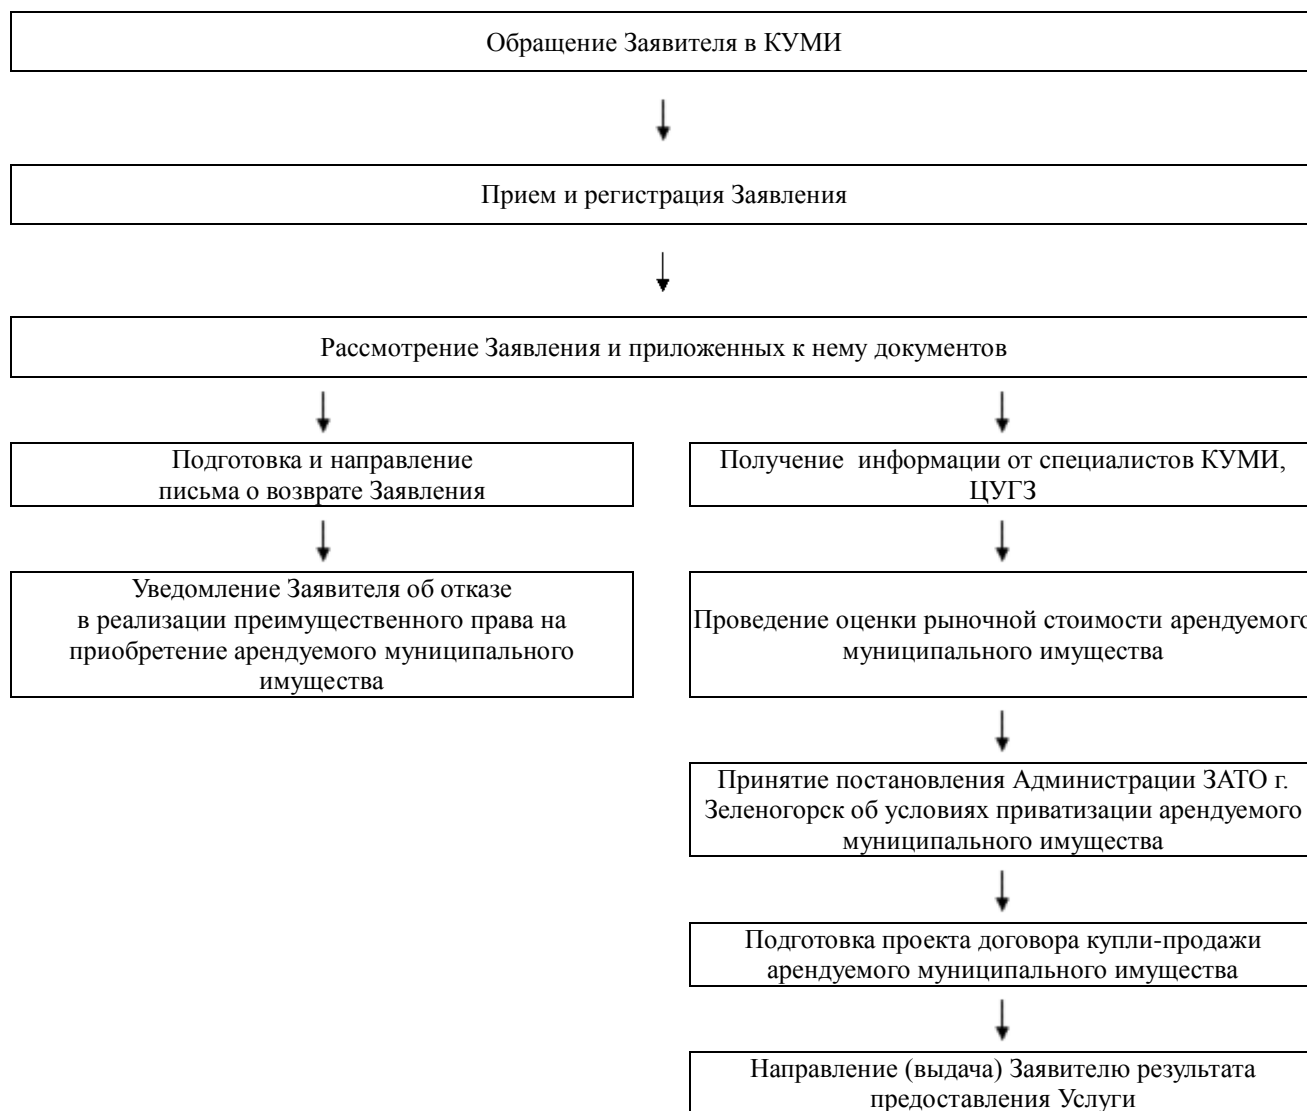 Обращение Заявителя в КУМИ
Прием и регистрация Заявления
Рассмотрение Заявления и приложенных к нему документов
Подготовка и направление
письма о возврате Заявления
Получение информации от специалистов КУМИ,
ЦУГЗ
Уведомление Заявителя об отказе
в реализации преимущественного права на
приобретение арендуемого муниципального
имущества
Проведение оценки рыночной стоимости арендуемого
муниципального имущества
Принятие постановления Администрации ЗАТО г.
Зеленогорск об условиях приватизации арендуемого
муниципального имущества
Подготовка проекта договора купли-продажи
арендуемого муниципального имущества
Направление (выдача) Заявителю результата
предоставления Услуги